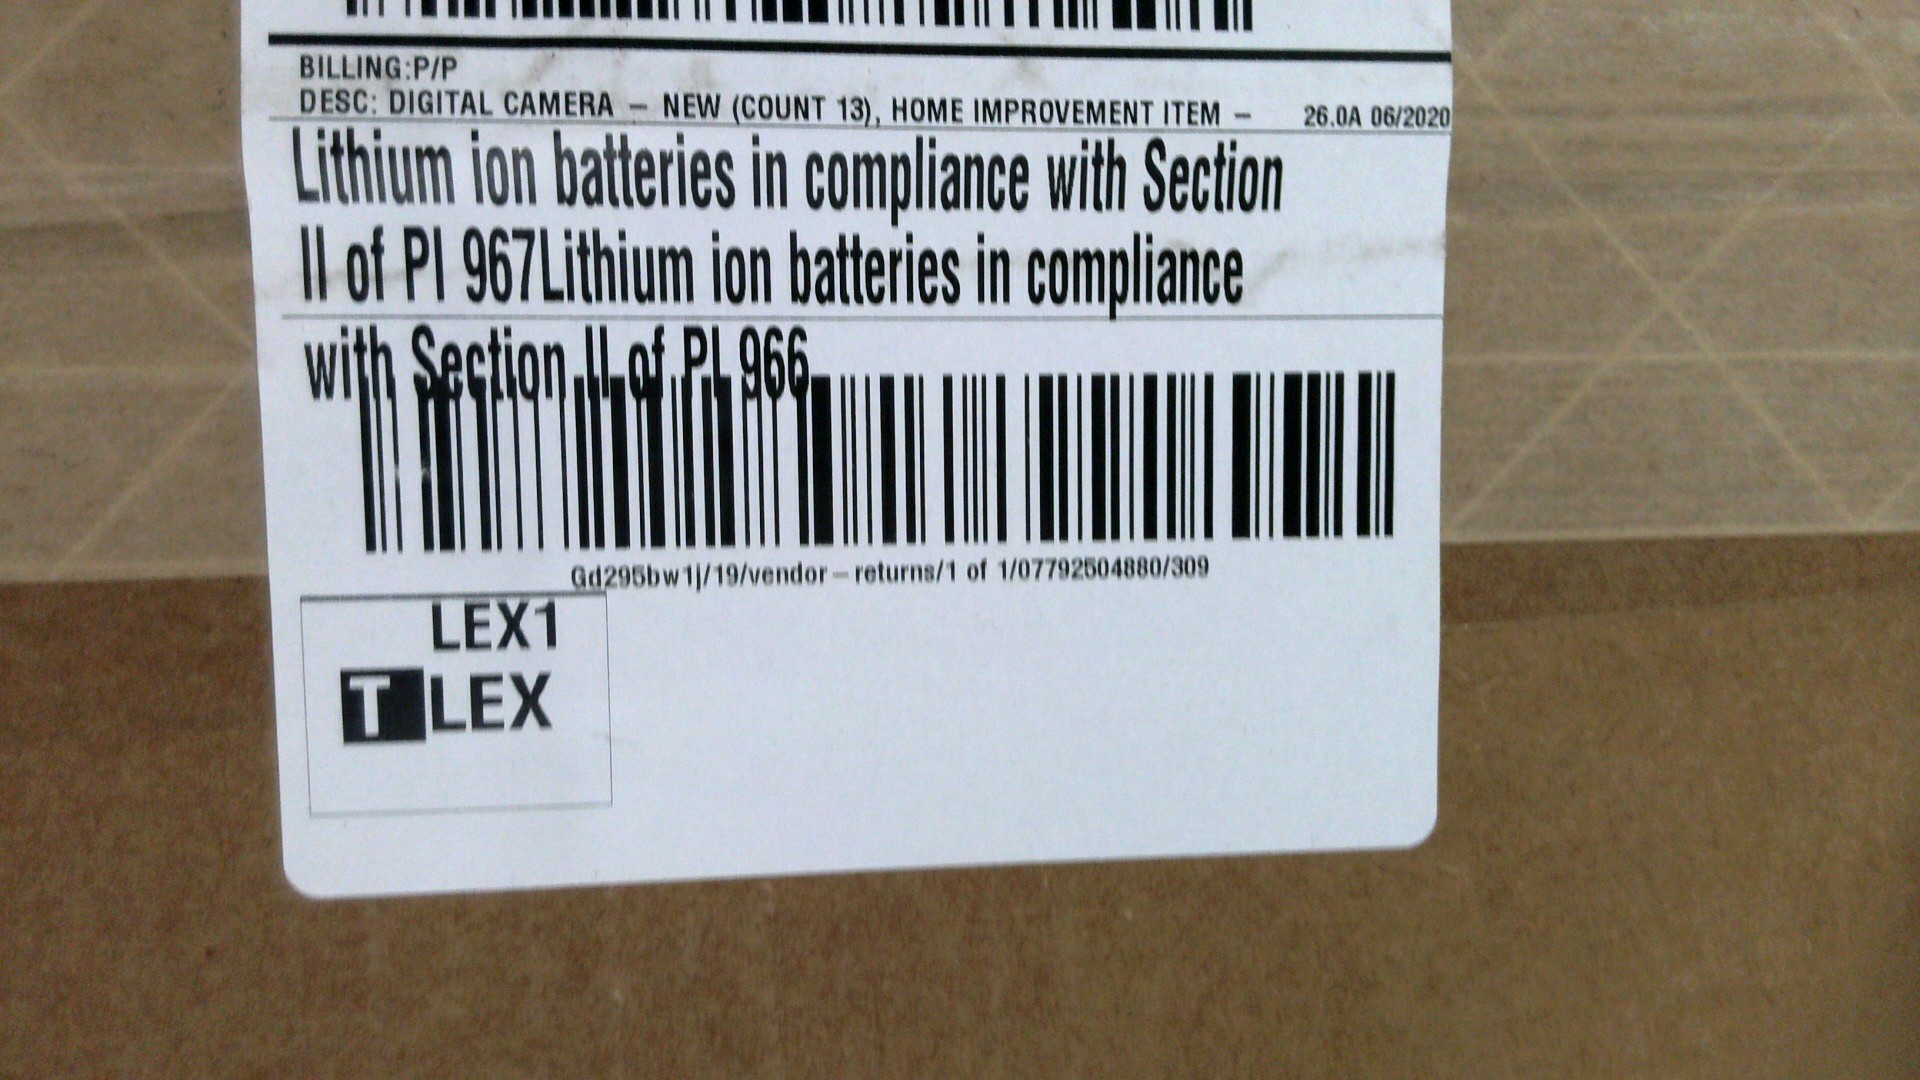 BILLING:P/P
DESC: DIGITAL CAMERA – NEW (COUNT 13), HOME IMPROVEMENT ITEM – 26.0A 06/2020
Lithium ion batteries in compliance with Section
II of PI 967Lithium ion batteries in compliance
with Section II of PI 966
Gd295bw1j/19/vendor-returns/1 of 1/07792504880/309
LEX1
T LEX